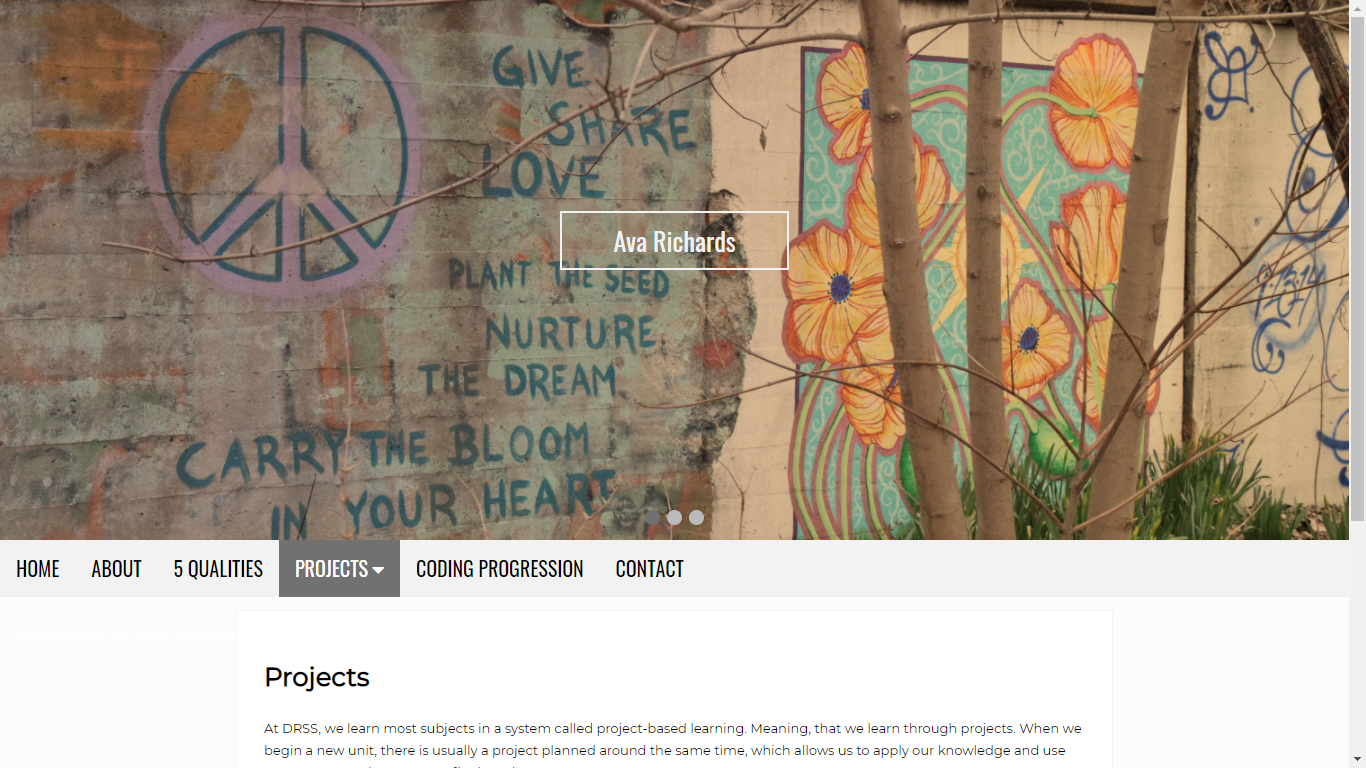 GIVE
SHARE
LOVE
Ava Richards
PLANT THE SEED
NURTURE
THE DREAM
CARRY THE BLOOM
IN YOUR HEART
HOME ABOUT 5 QUALITIES PROJECTS CODING PROGRESSION CONTACT
Projects
At DRSS, we learn most subjects in a system called project-based learning. Meaning, that we learn through projects. When we
begin a new unit, there is usually a project planned around the same time, which allows us to apply our knowledge and use